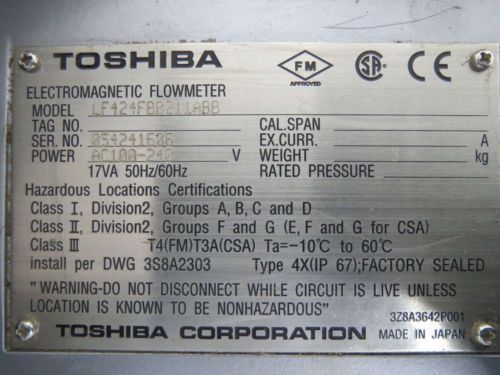 TOSHIBA
FM
APPROVED
SA
CE
ELECTROMAGNETIC FLOWMETER
MODEL LF424FBB211ABB
TAG NO. CAL.SPAN
SER. NO. 054241606 EX.CURR. A
POWER AC100-240 V WEIGHT kg
17VA 50Hz/60Hz RATED PRESSURE
Hazardous Locations Certifications
Class I, Division2, Groups A, B, C and D
Class II, Division2, Groups F and G (E, F and G for CSA)
Class III T4(FM)T3A(CSA) Ta=-10°C to 60°C
install per DWG 3S8A2303 Type 4X(IP 67);FACTORY SEALED
"WARNING-DO NOT DISCONNECT WHILE CIRCUIT IS LIVE UNLESS
LOCATION IS KNOWN TO BE NONHAZARDOUS"
3Z8A3642P001
TOSHIBA CORPORATION MADE IN JAPAN